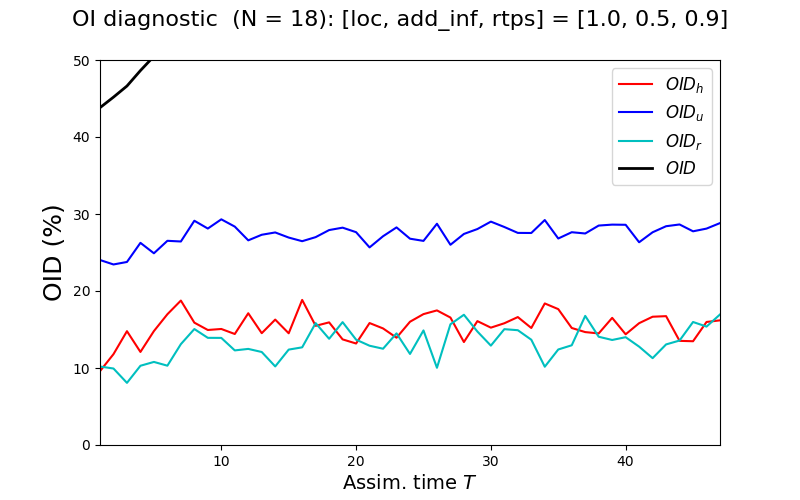 OI diagnostic (N = 18): [loc, add_inf, rtps] = [1.0, 0.5, 0.9]
50
40
30
20
10
0
OID (%)
OID_h
OID_u
OID_r
OID
10 20 30 40
Assim. time T